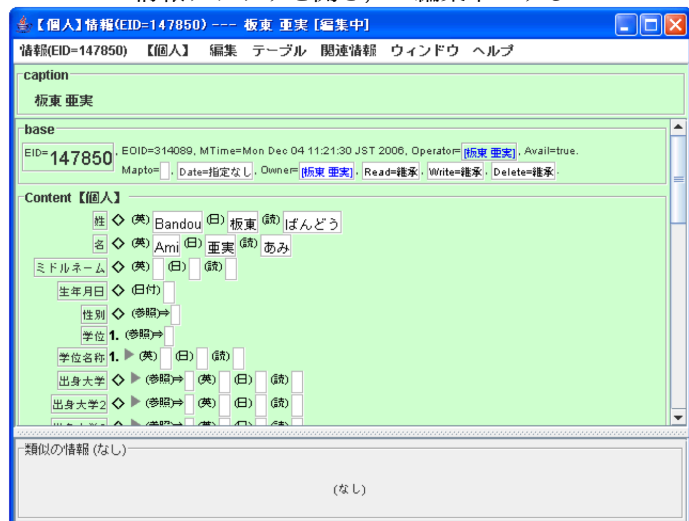 【個人】情報(EID=147850) --- 板東 亜実 [編集中]
情報(EID=147850) 【個人】 編集 テーブル 関連情報 ウィンドウ ヘルプ
caption
板東 亜実
base
EID=147850, EOID=314089, MTime=Mon Dec 04 11:21:30 JST 2006, Operator=[板東 亜実], Avail=true.
Mapto= , Date=指定なし, Owner=[板東 亜実], Read=継承, Write=継承, Delete=継承.
Content【個人】
姓 ◇ (英) Bandou (日) 板東 (読) ばんどう
名 ◇ (英) Ami (日) 亜実 (読) あみ
ミドルネーム ◇ (英) (日) (読)
生年月日 ◇ (日付)
性別 ◇ (参照)⇒
学位 1. (参照)⇒
学位名称 1. ▶ (英) (日) (読)
出身大学 ◇ ▶ (参照)⇒ (英) (日) (読)
出身大学2 ◇ ▶ (参照)⇒ (英) (日) (読)
類似の情報 (なし)
(なし)